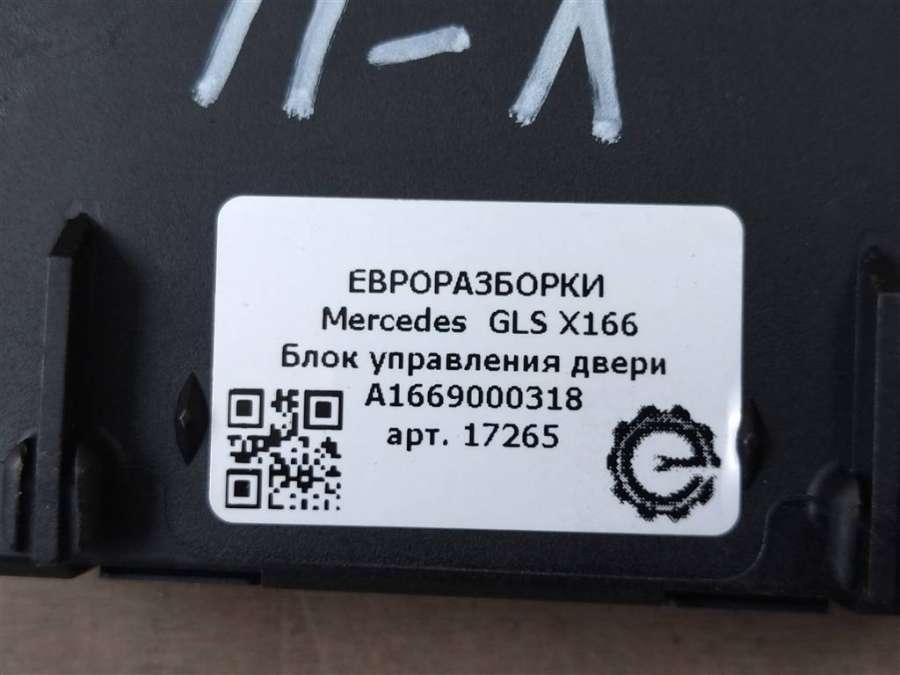 П-Л
ЕВРОРАЗБОРКИ
Mercedes GLS X166
Блок управления двери
A1669000318
арт. 17265